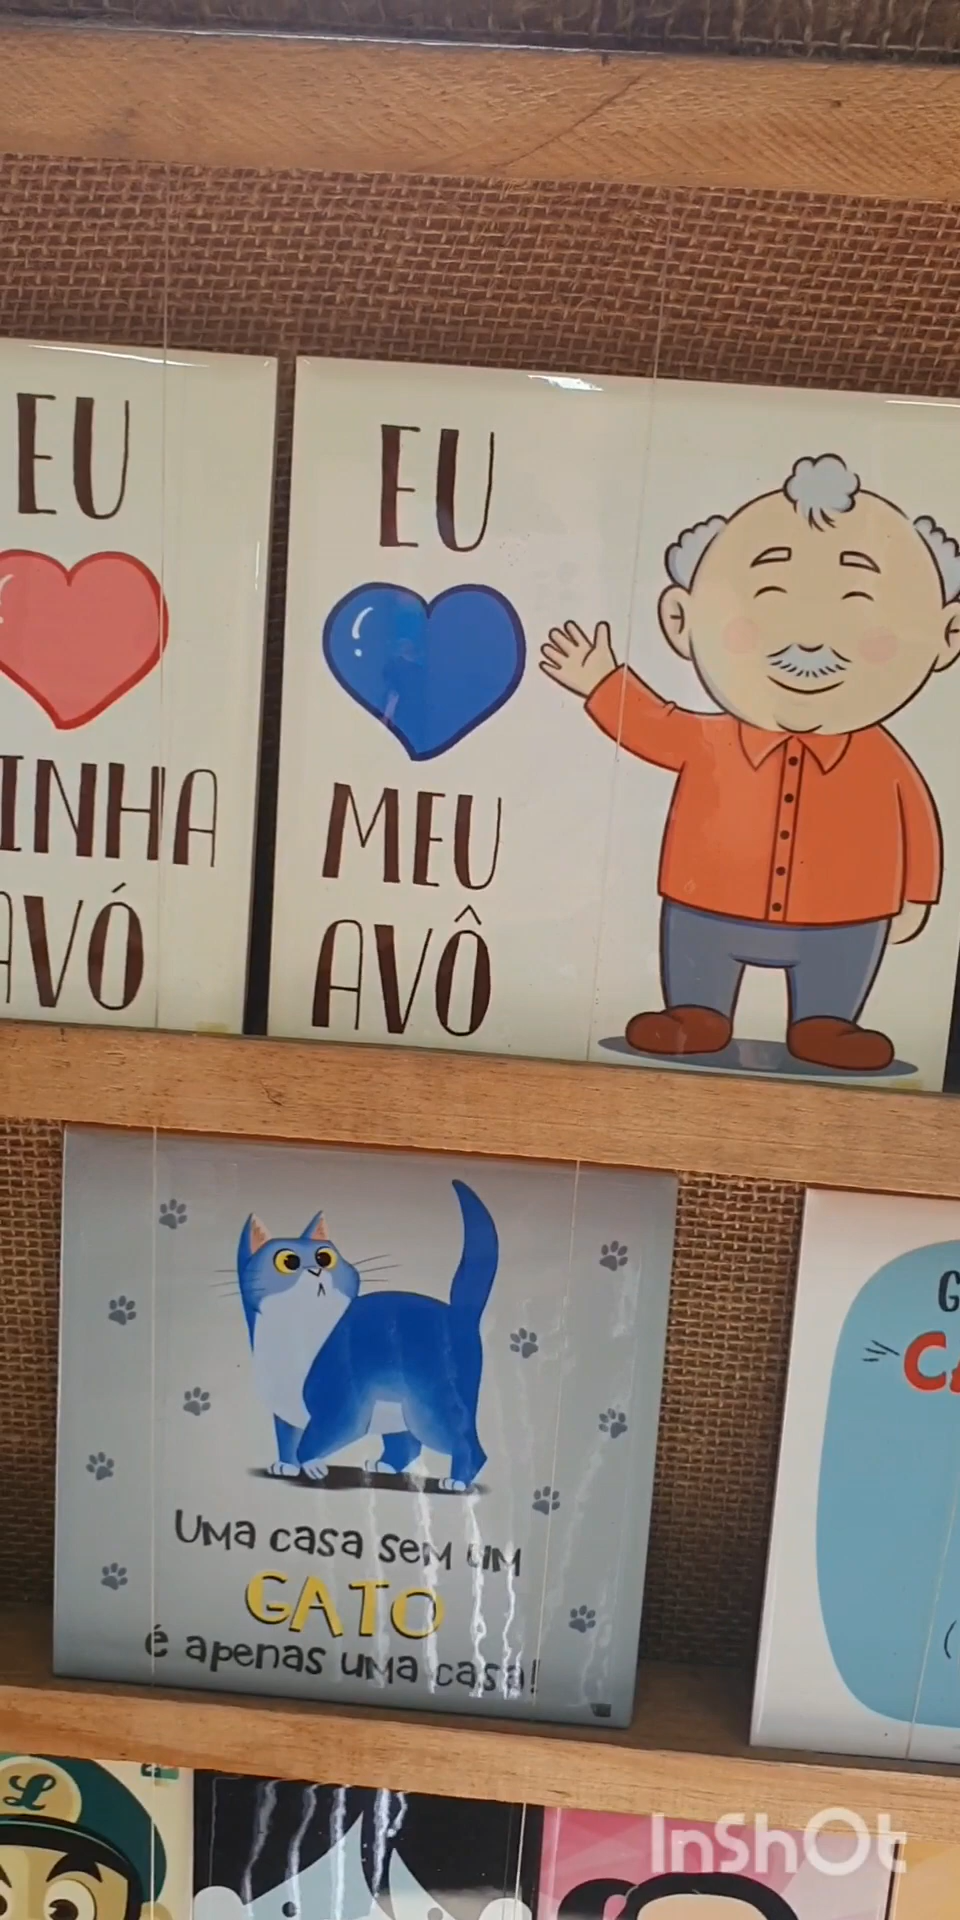 EU
INHA
AVÓ
EU
MEU
AVÔ
Uma casa sem um
GATO
é apenas uma casa!
L
InShOt